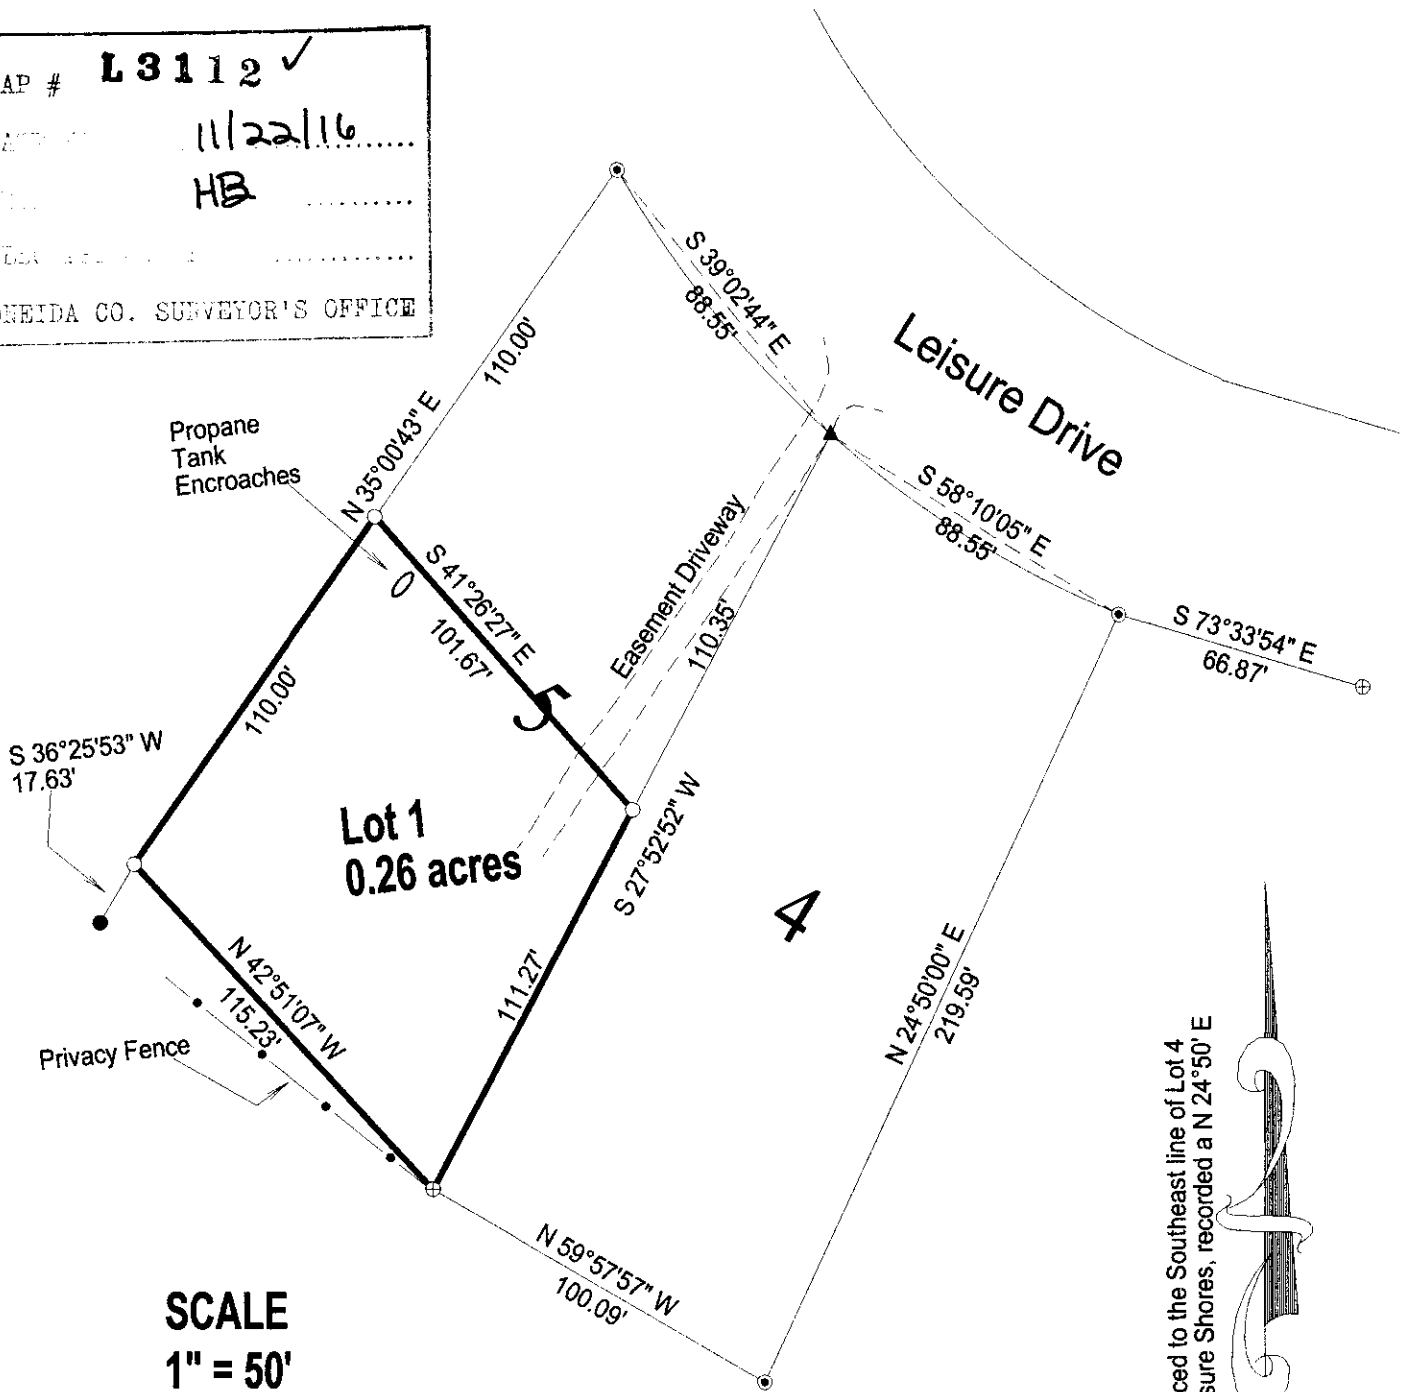 AP # L3112 ✓
11/22/16
HB
ONEIDA CO. SURVEYOR'S OFFICE
S 39°02'44" E
88.55'
Leisure Drive
110.00'
N 35°00'43" E
Propane
Tank
Encroaches
S 58°10'05" E
88.55'
Easement Driveway
110.35'
S 41°26'27" E
101.67'
S 73°33'54" E
66.87'
5
110.00'
S 36°25'53" W
17.63'
Lot 1
0.26 acres
S 27°52'52" W
4
111.27'
N 42°51'07" W
115.23'
N 24°50'00" E
219.59'
Privacy Fence
N 59°57'57" W
100.09'
ced to the Southeast line of Lot 4
sure Shores, recorded a N 24°50' E
SCALE
1" = 50'